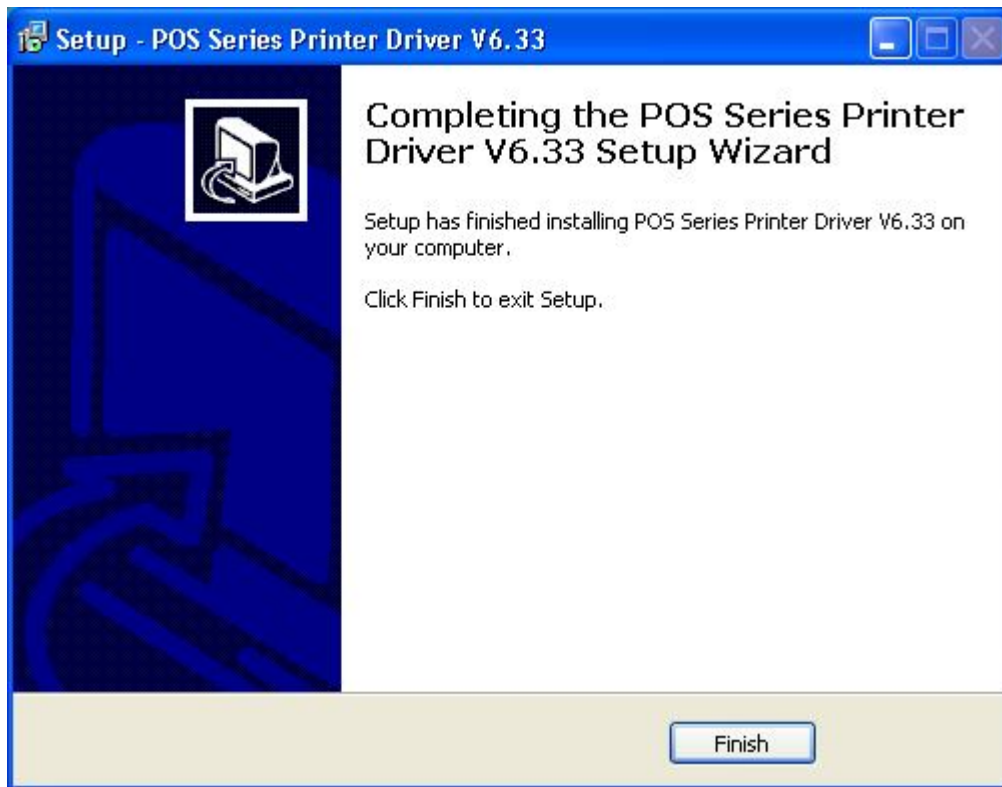 Setup - POS Series Printer Driver V6.33
Completing the POS Series Printer
Driver V6.33 Setup Wizard
Setup has finished installing POS Series Printer Driver V6.33 on
your computer.
Click Finish to exit Setup.
Finish